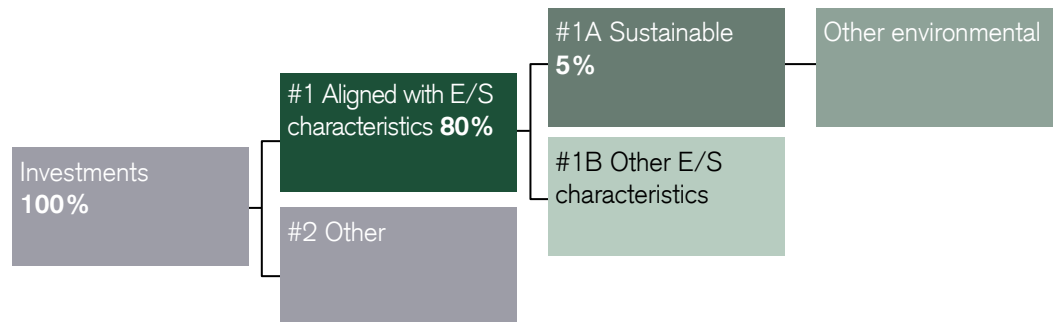 #1A Sustainable
5%
Other environmental
#1 Aligned with E/S
characteristics 80%
#1B Other E/S
characteristics
Investments
100%
#2 Other